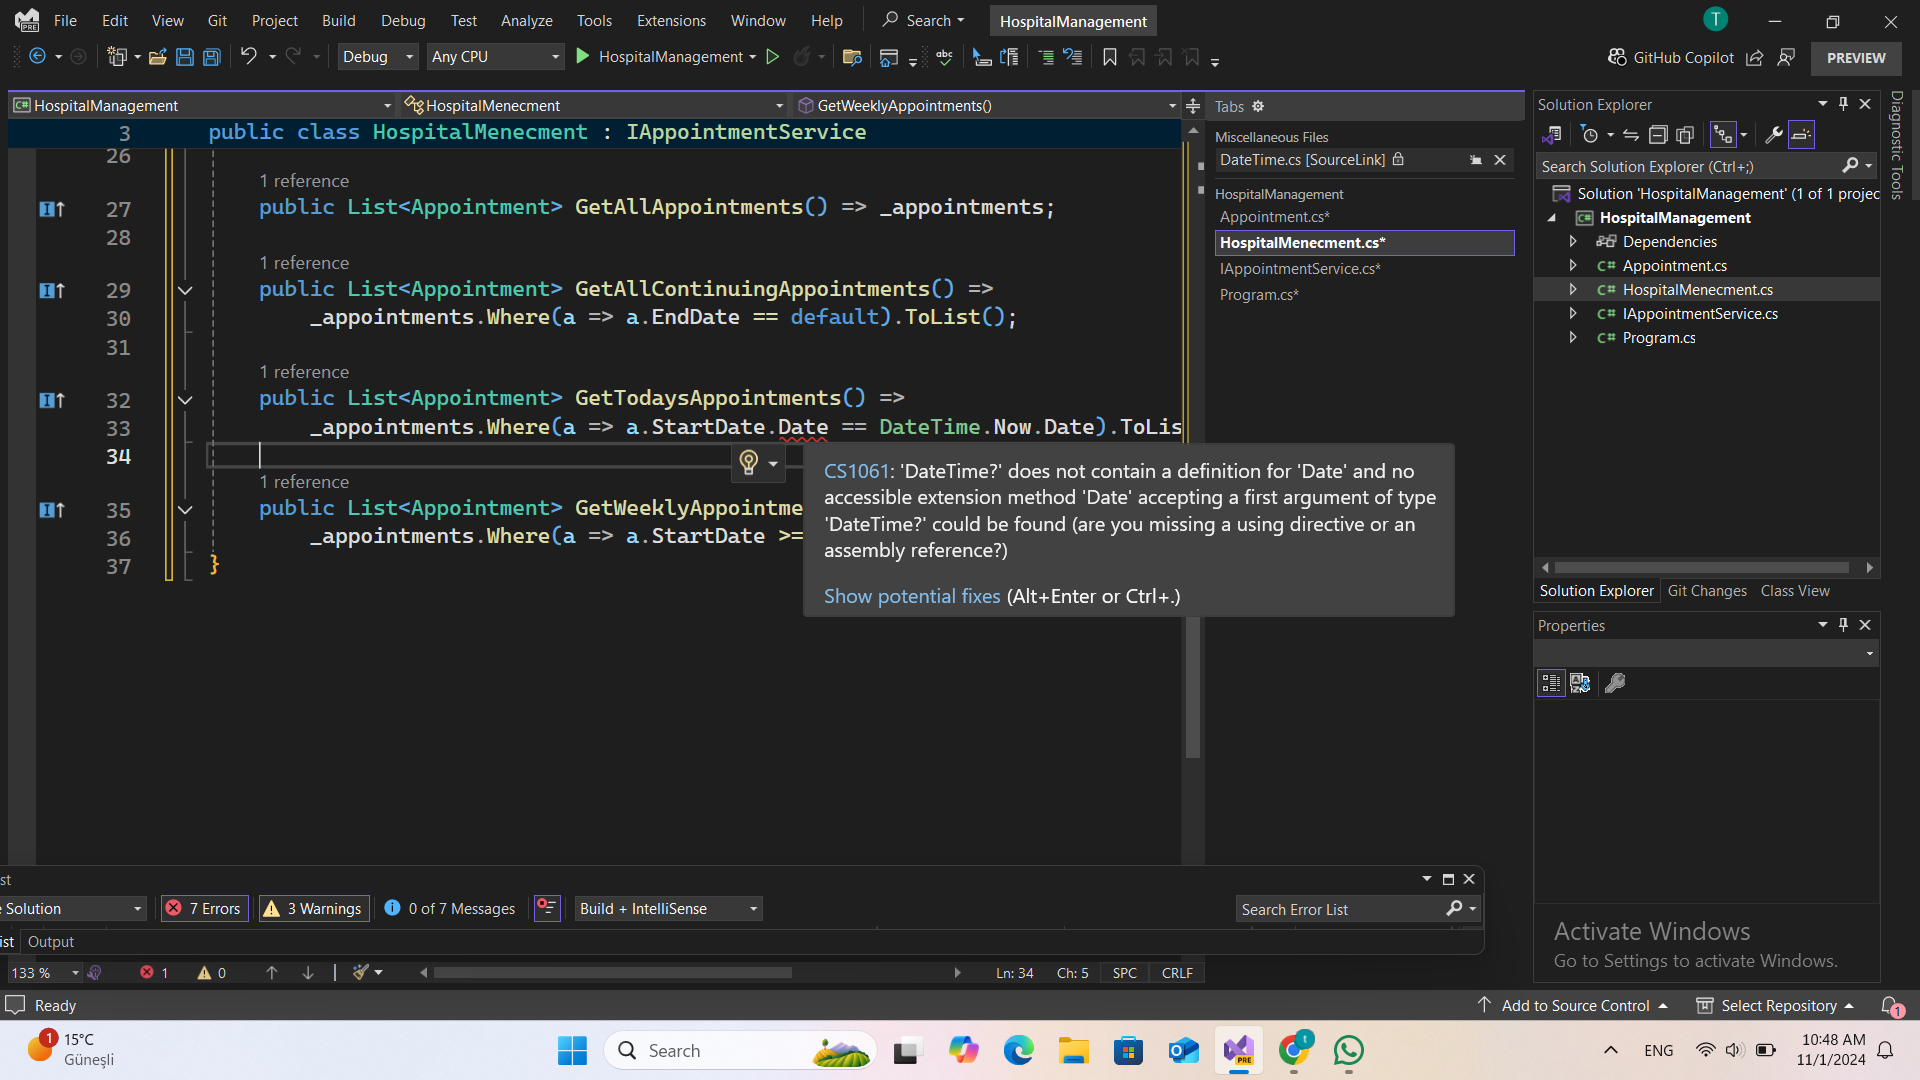 File Edit View Git Project Build Debug Test Analyze Tools Extensions Window Help Search HospitalManagement T
PRE
Debug Any CPU HospitalManagement abc GitHub Copilot PREVIEW
C# HospitalManagement HospitalMenecment GetWeeklyAppointments()
3 public class HospitalMenecment : IAppointmentService
26
1 reference
27 public List<Appointment> GetAllAppointments() => _appointments;
28
1 reference
29 public List<Appointment> GetAllContinuingAppointments() =>
30 _appointments.Where(a => a.EndDate == default).ToList();
31
1 reference
32 public List<Appointment> GetTodaysAppointments() =>
33 _appointments.Where(a => a.StartDate.Date == DateTime.Now.Date).ToLis
34
1 reference
35 public List<Appointment> GetWeeklyAppointme
36 _appointments.Where(a => a.StartDate >=
37 }
CS1061: 'DateTime?' does not contain a definition for 'Date' and no
accessible extension method 'Date' accepting a first argument of type
'DateTime?' could be found (are you missing a using directive or an
assembly reference?)
Show potential fixes (Alt+Enter or Ctrl+.)
Tabs
Miscellaneous Files
DateTime.cs [SourceLink]
HospitalManagement
Appointment.cs*
HospitalMenecment.cs*
IAppointmentService.cs*
Program.cs*
Solution Explorer
Search Solution Explorer (Ctrl+;)
Solution 'HospitalManagement' (1 of 1 projec
C# HospitalManagement
Dependencies
C# Appointment.cs
C# HospitalMenecment.cs
C# IAppointmentService.cs
C# Program.cs
Solution Explorer Git Changes Class View
Properties
Diagnostic Tools
st
e Solution 7 Errors 3 Warnings 0 of 7 Messages Build + IntelliSense Search Error List
ist Output
133 % 1 0 Ln: 34 Ch: 5 SPC CRLF
Activate Windows
Go to Settings to activate Windows.
Ready Add to Source Control Select Repository 1
1 15°C
Güneşli
Search
PRE
t
ENG
10:48 AM
11/1/2024